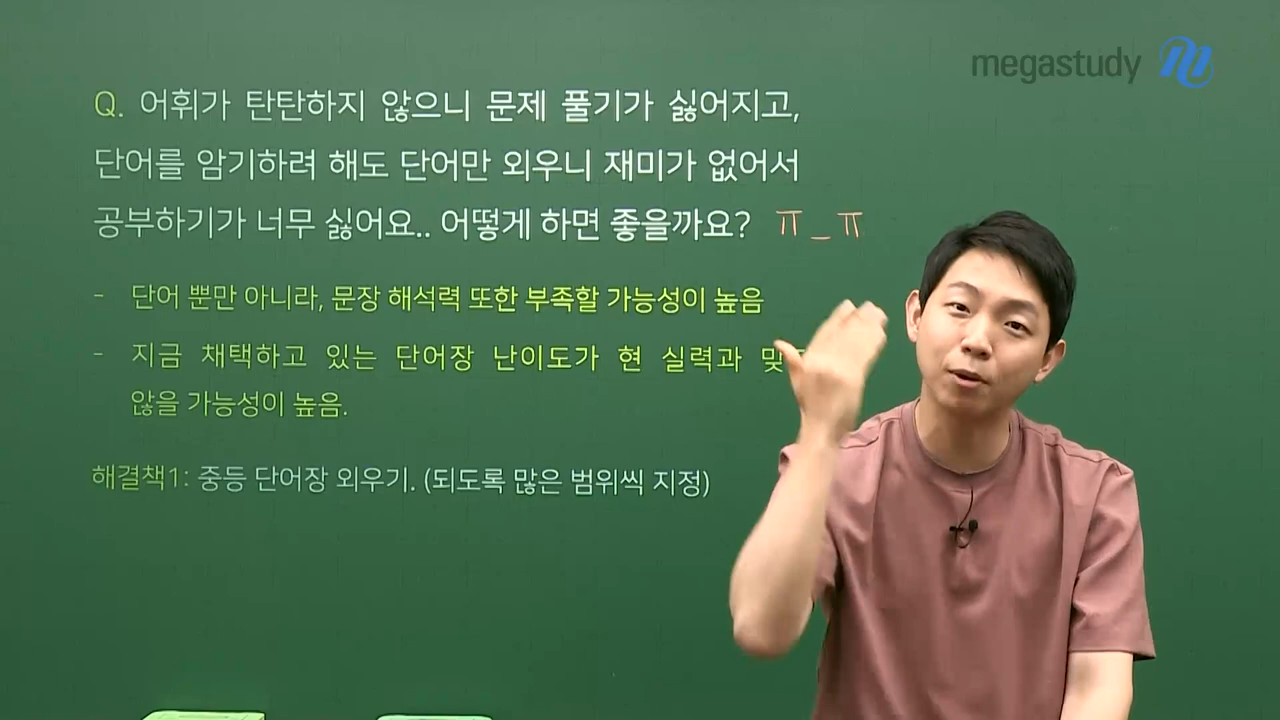 megastudy
Q. 어휘가 탄탄하지 않으니 문제 풀기가 싫어지고,
단어를 암기하려 해도 단어만 외우니 재미가 없어서
공부하기가 너무 싫어요.. 어떻게 하면 좋을까요? ㅠ_ㅠ
- 단어 뿐만 아니라, 문장 해석력 또한 부족할 가능성이 높음
- 지금 채택하고 있는 단어장 난이도가 현 실력과
않을 가능성이 높음.
해결책1: 중등 단어장 외우기. (되도록 많은 범위씩 지정)